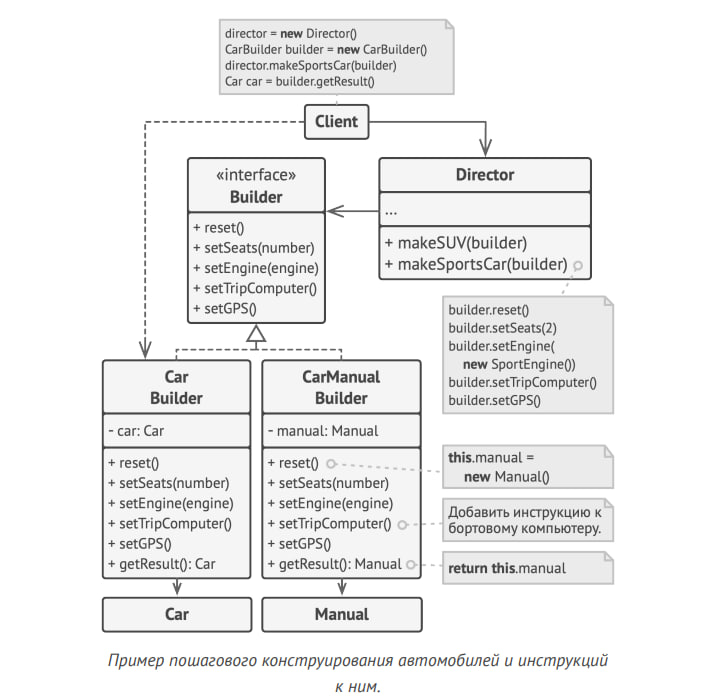 director = new Director()
CarBuilder builder = new CarBuilder()
director.makeSportsCar(builder)
Car car = builder.getResult()
Client
«interface»
Builder
+ reset()
+ setSeats(number)
+ setEngine(engine)
+ setTripComputer()
+ setGPS()
Director
...
+ makeSUV(builder)
+ makeSportsCar(builder)
builder.reset()
builder.setSeats(2)
builder.setEngine(
new SportEngine())
builder.setTripComputer()
builder.setGPS()
Car
Builder
- car: Car
+ reset()
+ setSeats(number)
+ setEngine(engine)
+ setTripComputer()
+ setGPS()
+ getResult(): Car
CarManual
Builder
- manual: Manual
+ reset()
+ setSeats(number)
+ setEngine(engine)
+ setTripComputer()
+ setGPS()
+ getResult(): Manual
this.manual =
new Manual()
Добавить инструкцию к
бортовому компьютеру.
return this.manual
Car
Manual
Пример пошагового конструирования автомобилей и инструкций
к ним.